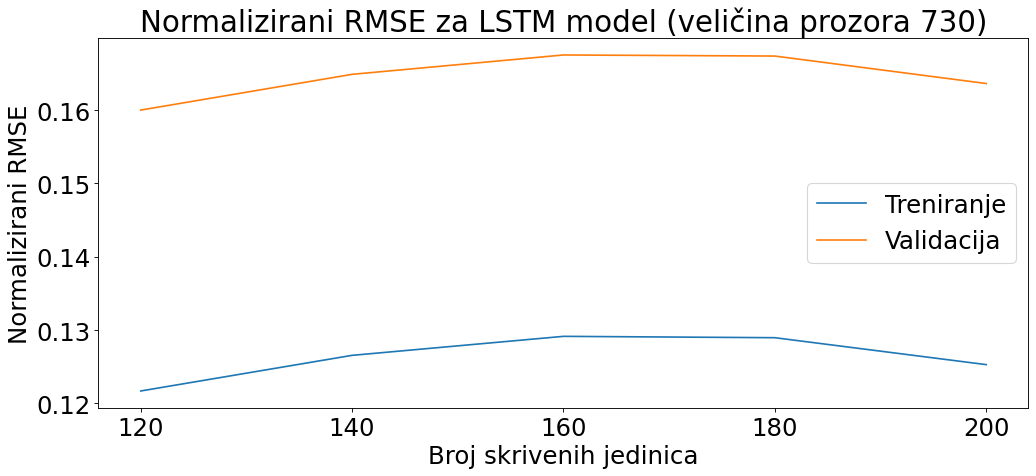 Normalizirani RMSE za LSTM model (veličina prozora 730)
Normalizirani RMSE
0.16
0.15
0.14
0.13
0.12
Treniranje
Validacija
120 140 160 180 200
Broj skrivenih jedinica